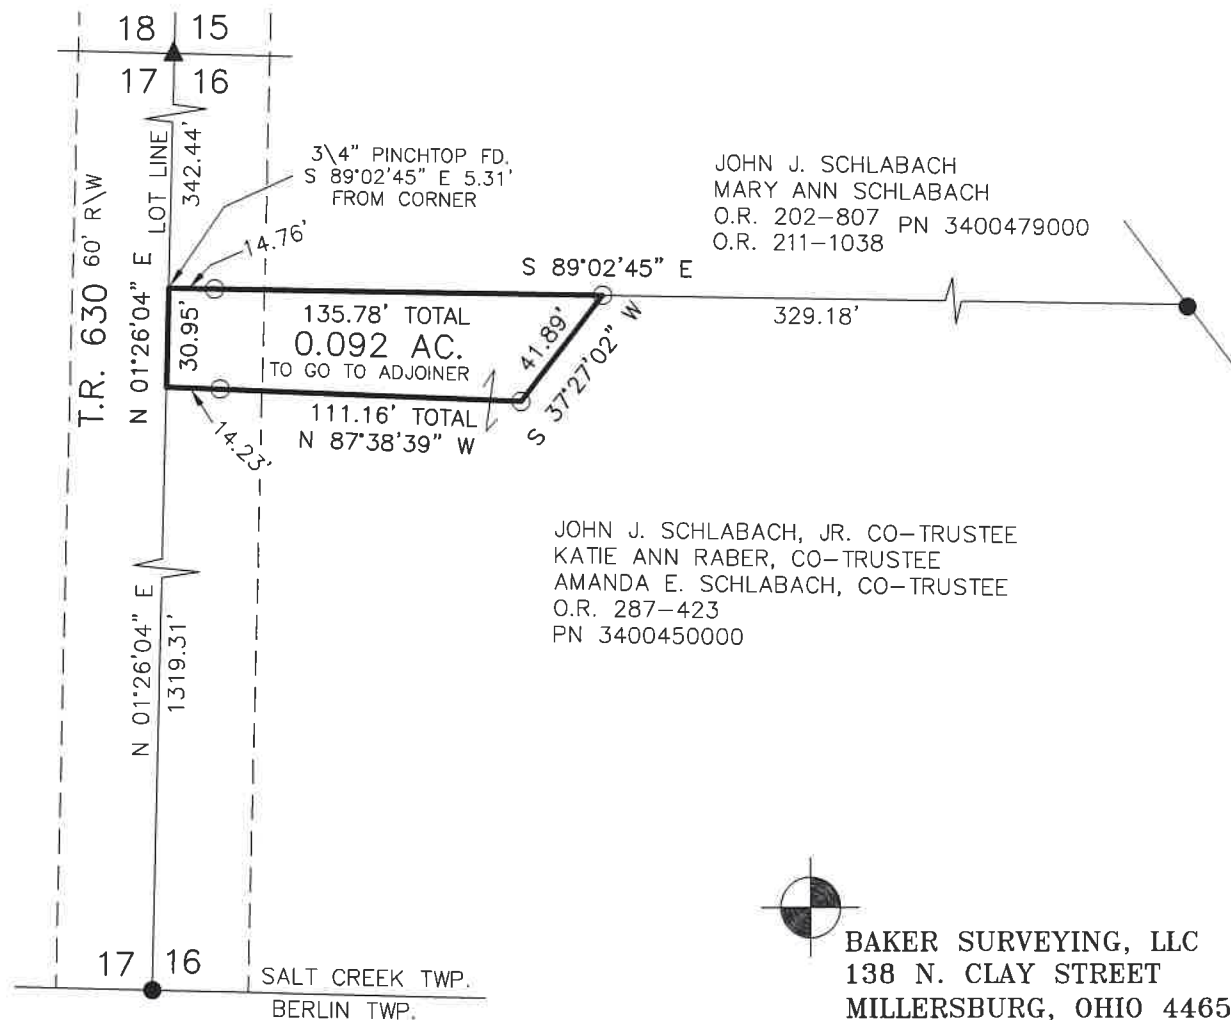 18 15
17 16
T.R. 630 60' R\W
N 01°26'04" E LOT LINE
342.44'
3\4" PINCHTOP FD.
S 89°02'45" E 5.31'
FROM CORNER
14.76'
JOHN J. SCHLABACH
MARY ANN SCHLABACH
O.R. 202-807 PN 3400479000
O.R. 211-1038
S 89°02'45" E
329.18'
30.95'
135.78' TOTAL
0.092 AC.
TO GO TO ADJOINER
41.89'
S 37°27'02" W
111.16' TOTAL
N 87°38'39" W
14.23'
JOHN J. SCHLABACH, JR. CO-TRUSTEE
KATIE ANN RABER, CO-TRUSTEE
AMANDA E. SCHLABACH, CO-TRUSTEE
O.R. 287-423
PN 3400450000
N 01°26'04" E
1319.31'
17 16
SALT CREEK TWP.
BERLIN TWP.
BAKER SURVEYING, LLC
138 N. CLAY STREET
MILLERSBURG, OHIO 4465